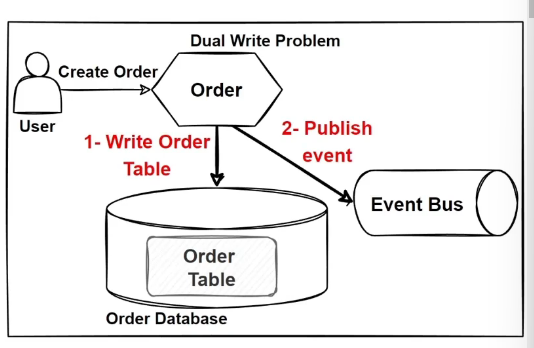 Dual Write Problem
Create Order
Order
User
1- Write Order
Table
2- Publish
event
Event Bus
Order
Table
Order Database